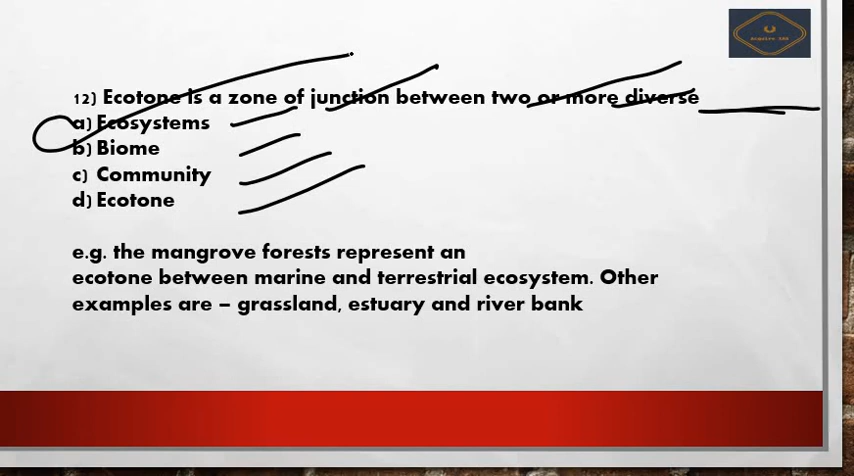 12) Ecotone is a zone of junction between two or more diverse
a) Ecosystems
b) Biome
c) Community
d) Ecotone
e.g. the mangrove forests represent an
ecotone between marine and terrestrial ecosystem. Other
examples are – grassland, estuary and river bank